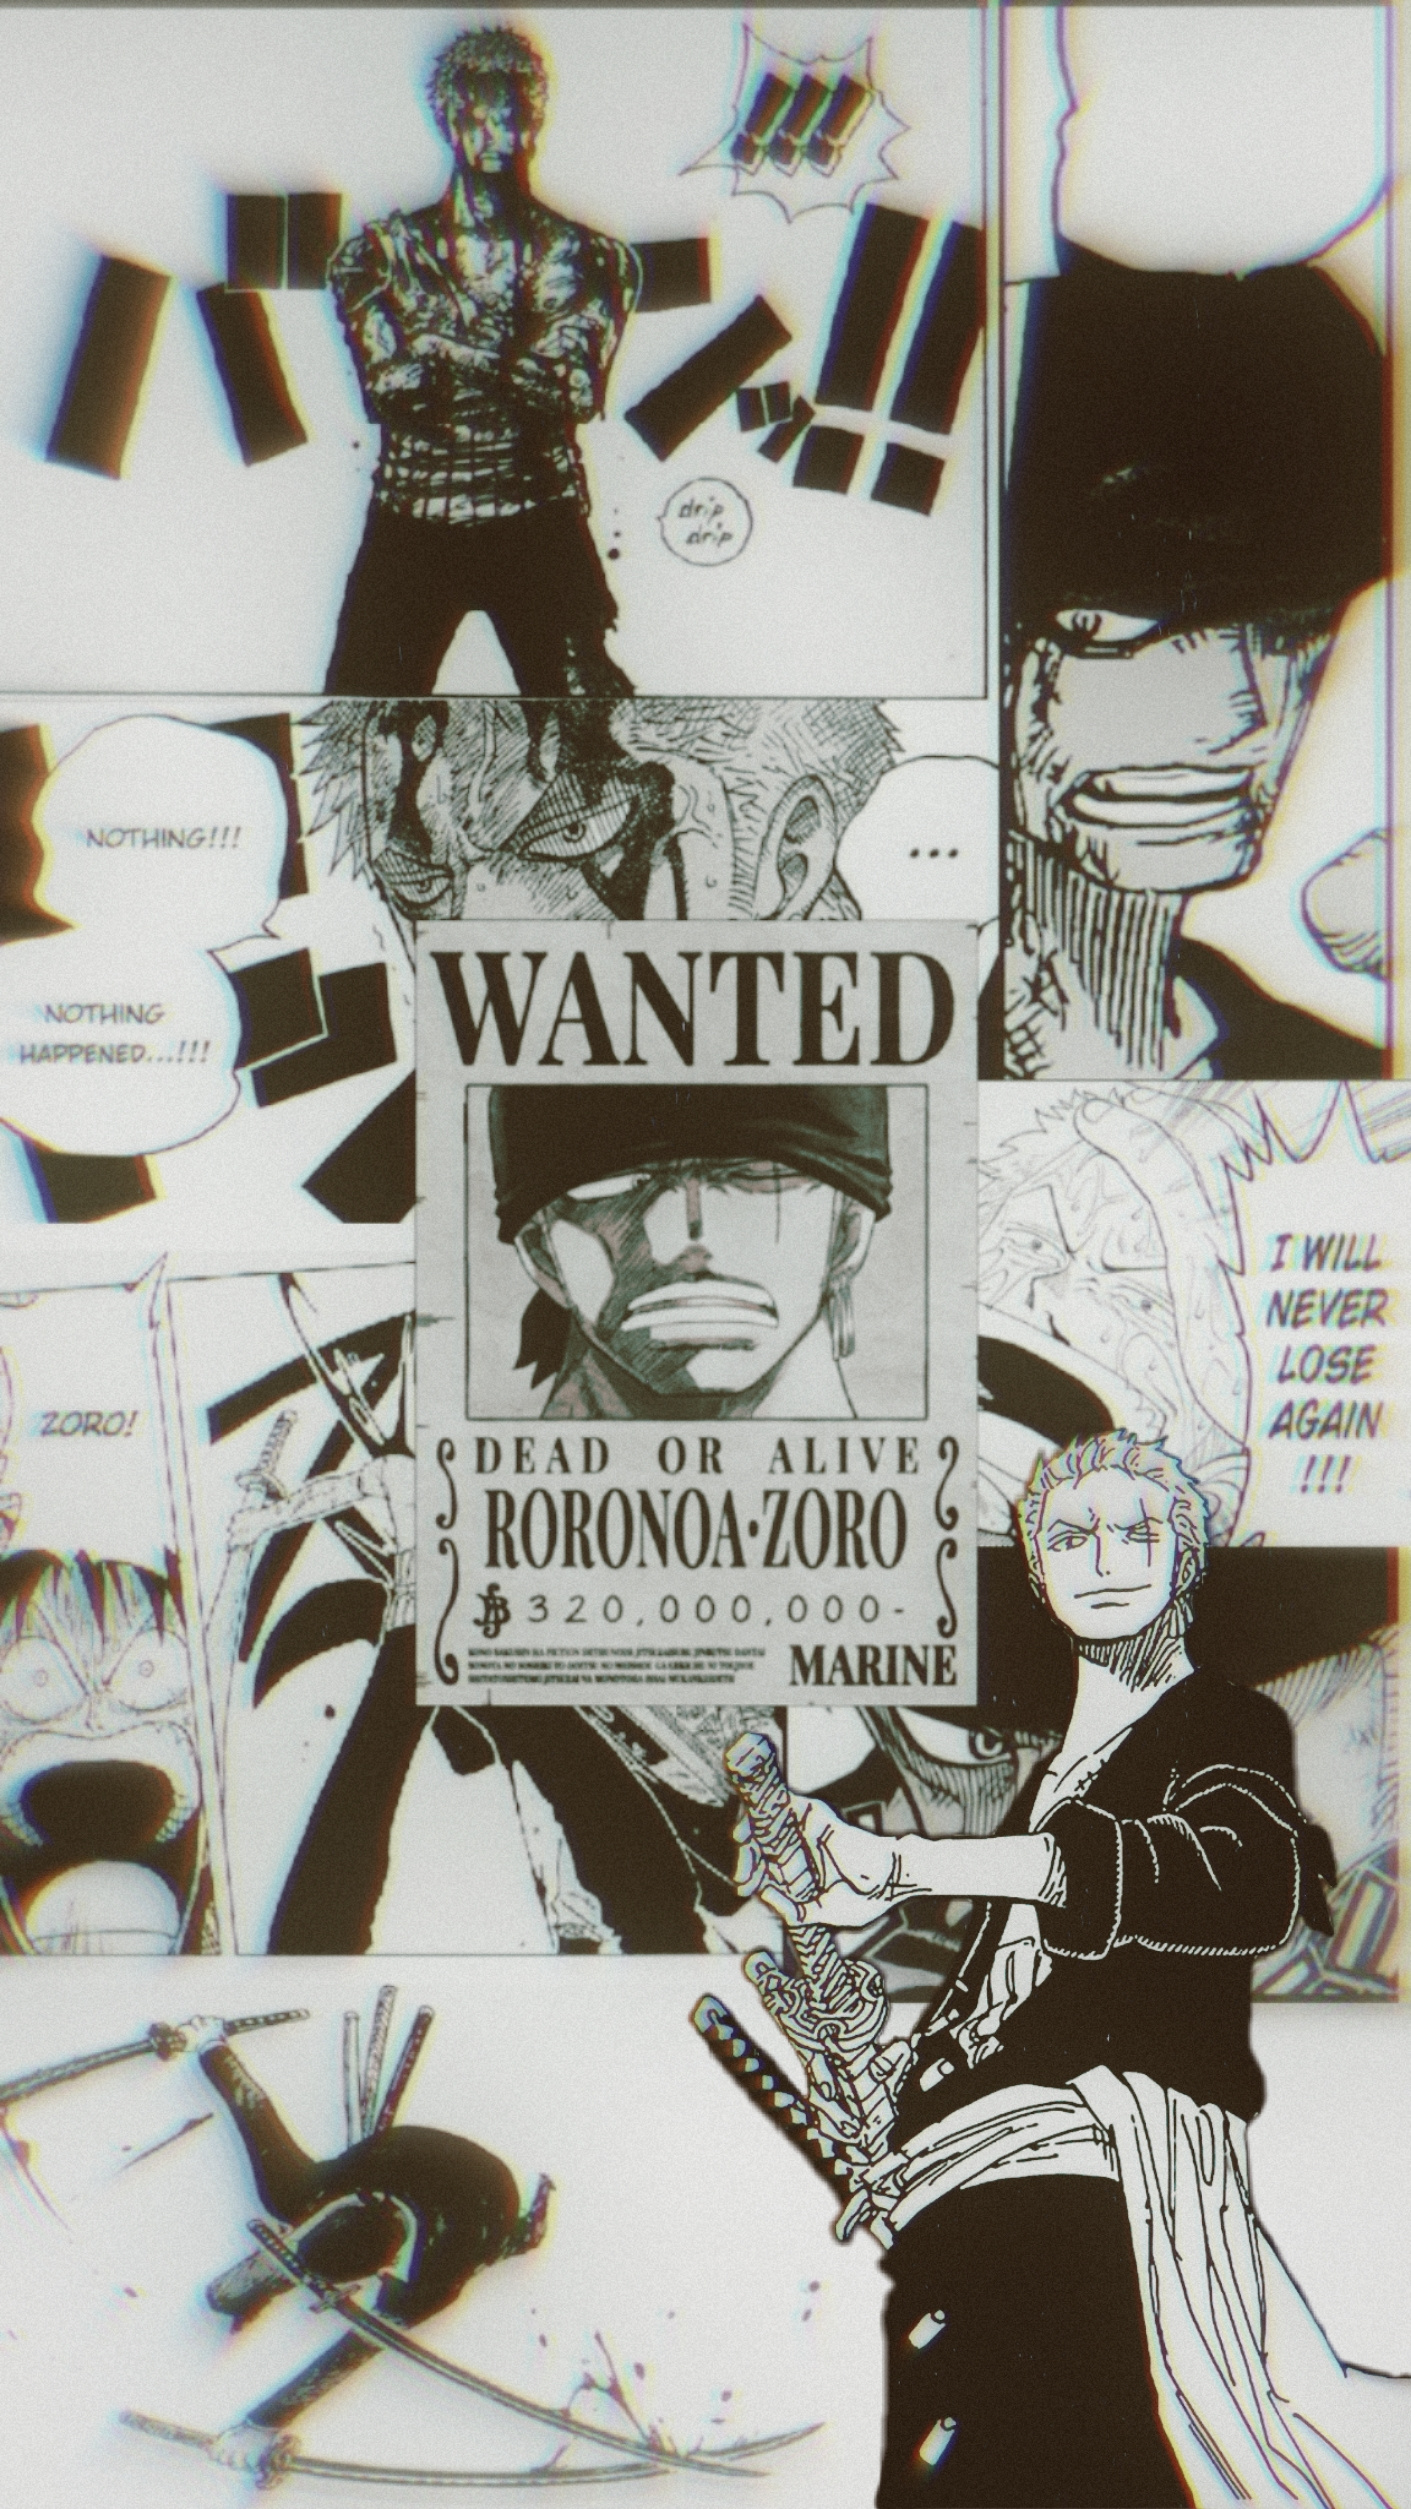 drip
drip
NOTHING!!!
...
NOTHING
HAPPENED...!!!
WANTED
DEAD OR ALIVE
RORONOA•ZORO
฿320,000,000-
MARINE
I WILL
NEVER
LOSE
AGAIN
!!!
ZORO!